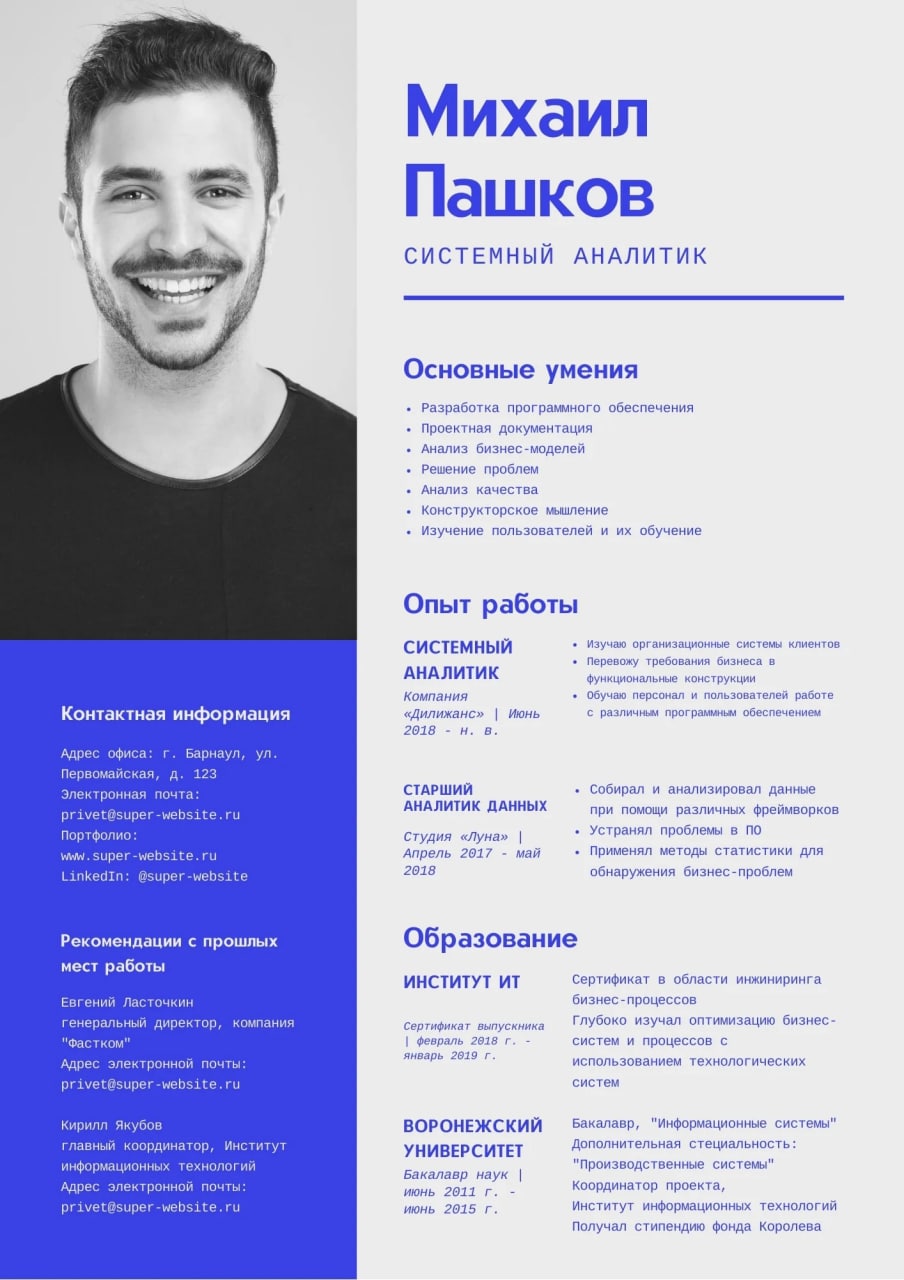 Михаил
Пашков
СИСТЕМНЫЙ АНАЛИТИК
Основные умения
• Разработка программного обеспечения
• Проектная документация
• Анализ бизнес-моделей
• Решение проблем
• Анализ качества
• Конструкторское мышление
• Изучение пользователей и их обучение
Опыт работы
СИСТЕМНЫЙ
АНАЛИТИК
Компания
«Дилижанс» | Июнь
2018 - н. в.
• Изучаю организационные системы клиентов
• Перевожу требования бизнеса в
функциональные конструкции
• Обучаю персонал и пользователей работе
с различным программным обеспечением
СТАРШИЙ
АНАЛИТИК ДАННЫХ
Студия «Луна» |
Апрель 2017 - май
2018
• Собирал и анализировал данные
при помощи различных фреймворков
• Устранял проблемы в ПО
• Применял методы статистики для
обнаружения бизнес-проблем
Образование
ИНСТИТУТ ИТ
Сертификат выпускника
| февраль 2018 г. -
январь 2019 г.
Сертификат в области инжиниринга
бизнес-процессов
Глубоко изучал оптимизацию бизнес-
систем и процессов с
использованием технологических
систем
ВОРОНЕЖСКИЙ
УНИВЕРСИТЕТ
Бакалавр наук |
июнь 2011 г. -
июнь 2015 г.
Бакалавр, "Информационные системы"
Дополнительная специальность:
"Производственные системы"
Координатор проекта,
Институт информационных технологий
Получал стипендию фонда Королева
Контактная информация
Адрес офиса: г. Барнаул, ул.
Первомайская, д. 123
Электронная почта:
privet@super-website.ru
Портфолио:
www.super-website.ru
LinkedIn: @super-website
Рекомендации с прошлых
мест работы
Евгений Ласточкин
генеральный директор, компания
"Фастком"
Адрес электронной почты:
privet@super-website.ru
Кирилл Якубов
главный координатор, Институт
информационных технологий
Адрес электронной почты:
privet@super-website.ru